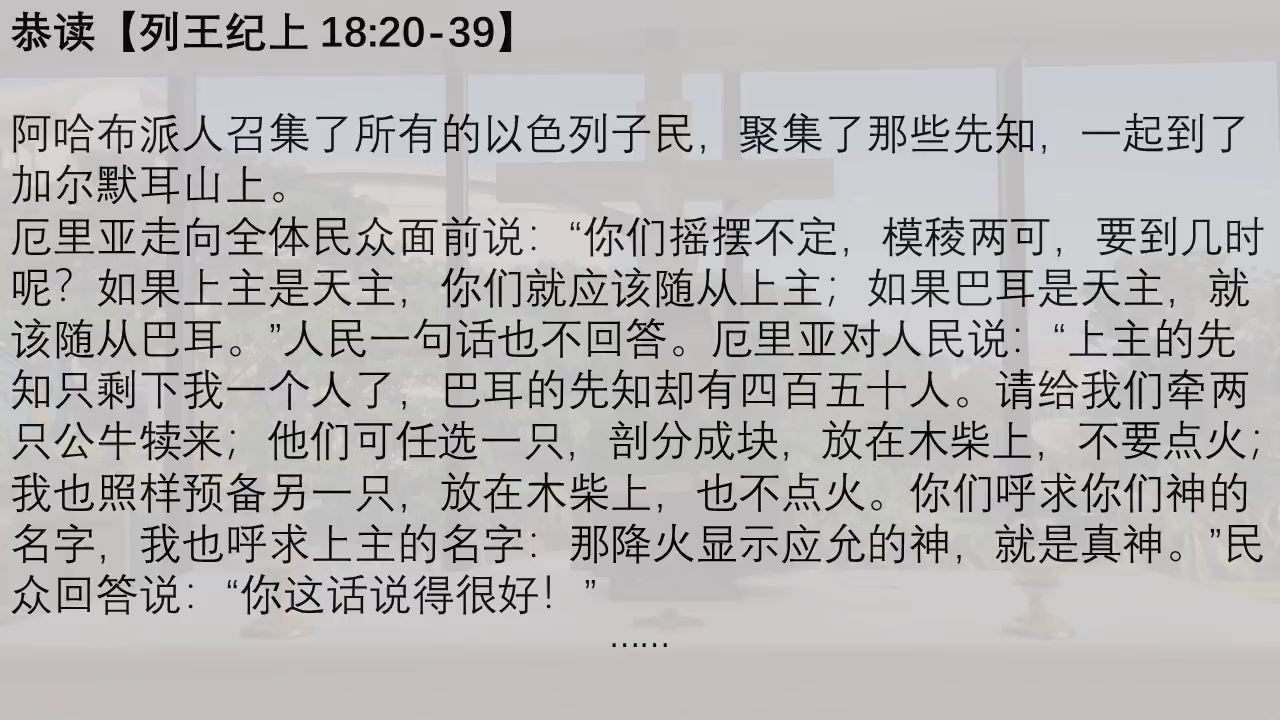 恭读【列王纪上 18:20-39】
阿哈布派人召集了所有的以色列子民，聚集了那些先知，一起到了
加尔默耳山上。
厄里亚走向全体民众面前说：“你们摇摆不定，模稜两可，要到几时
呢？如果上主是天主，你们就应该随从上主；如果巴耳是天主，就
该随从巴耳。”人民一句话也不回答。厄里亚对人民说：“上主的先
知只剩下我一个人了，巴耳的先知却有四百五十人。请给我们牵两
只公牛犊来；他们可任选一只，剖分成块，放在木柴上，不要点火；
我也照样预备另一只，放在木柴上，也不点火。你们呼求你们神的
名字，我也呼求上主的名字：那降火显示应允的神，就是真神。”民
众回答说：“你这话说得很好！”
……